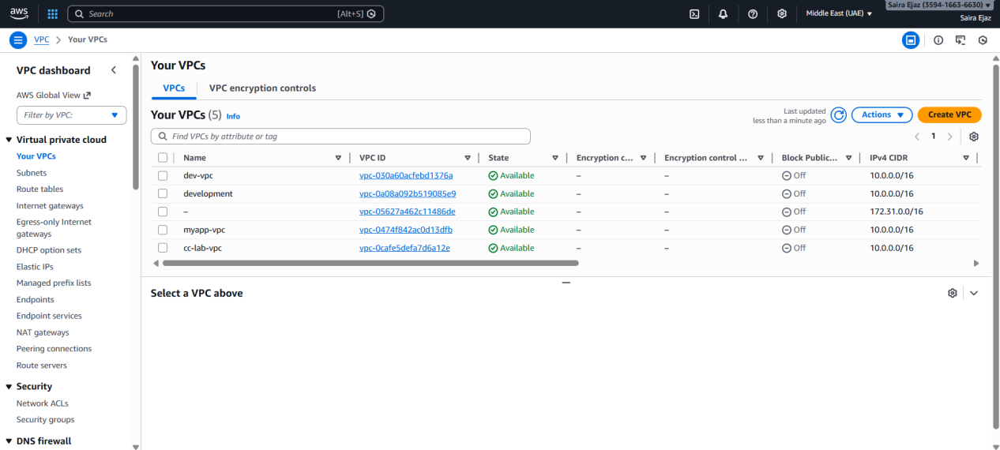 aws
Search [Alt+S]
Middle East (UAE)
Saira Ejaz (3594-1663-6630)
Saira Ejaz
VPC > Your VPCs
VPC dashboard
AWS Global View
Filter by VPC:
Virtual private cloud
Your VPCs
Subnets
Route tables
Internet gateways
Egress-only Internet
gateways
DHCP option sets
Elastic IPs
Managed prefix lists
Endpoints
Endpoint services
NAT gateways
Peering connections
Route servers
Security
Network ACLs
Security groups
DNS firewall
Your VPCs
VPCs VPC encryption controls
Your VPCs (5) Info
Last updated
less than a minute ago
Actions
Create VPC
Find VPCs by attribute or tag
1
Name VPC ID State Encryption c... Encryption control ... Block Public... IPv4 CIDR
dev-vpc vpc-030a60acfebd1376a Available – – Off 10.0.0.0/16
development vpc-0a08a092b519085e9 Available – – Off 10.0.0.0/16
– vpc-05627a462c11486de Available – – Off 172.31.0.0/16
myapp-vpc vpc-0474f842ac0d13dfb Available – – Off 10.0.0.0/16
cc-lab-vpc vpc-0cafe5defa7d6a12e Available – – Off 10.0.0.0/16
Select a VPC above